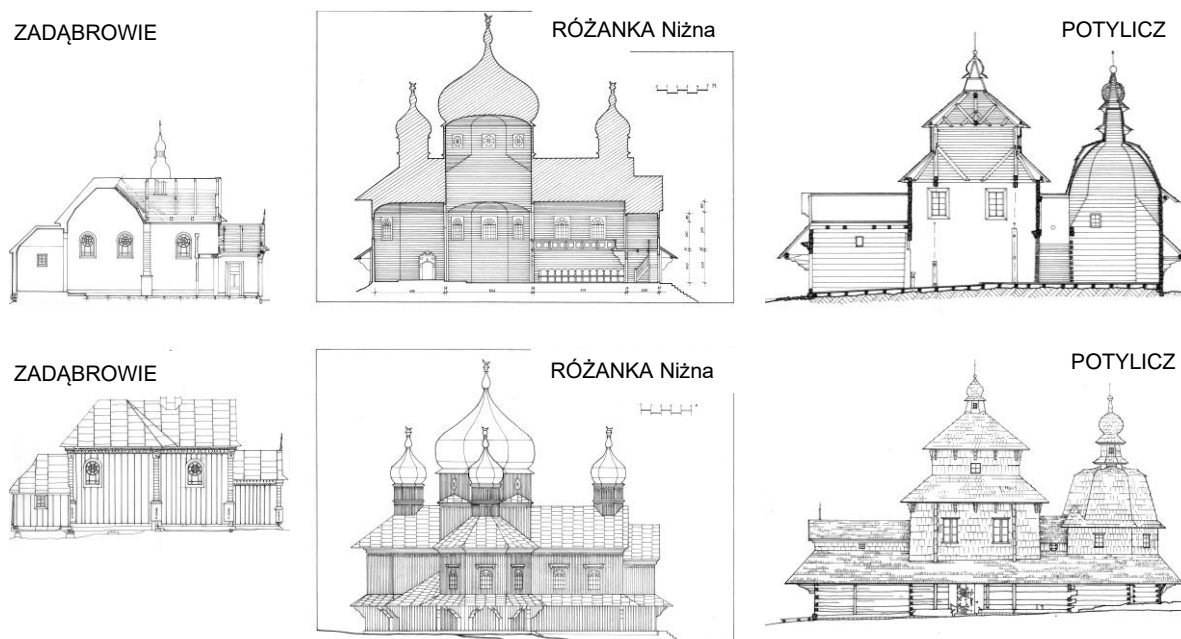 ZADĄBROWIE
RÓŻANKA Niżna
POTYLICZ
ZADĄBROWIE
RÓŻANKA Niżna
POTYLICZ